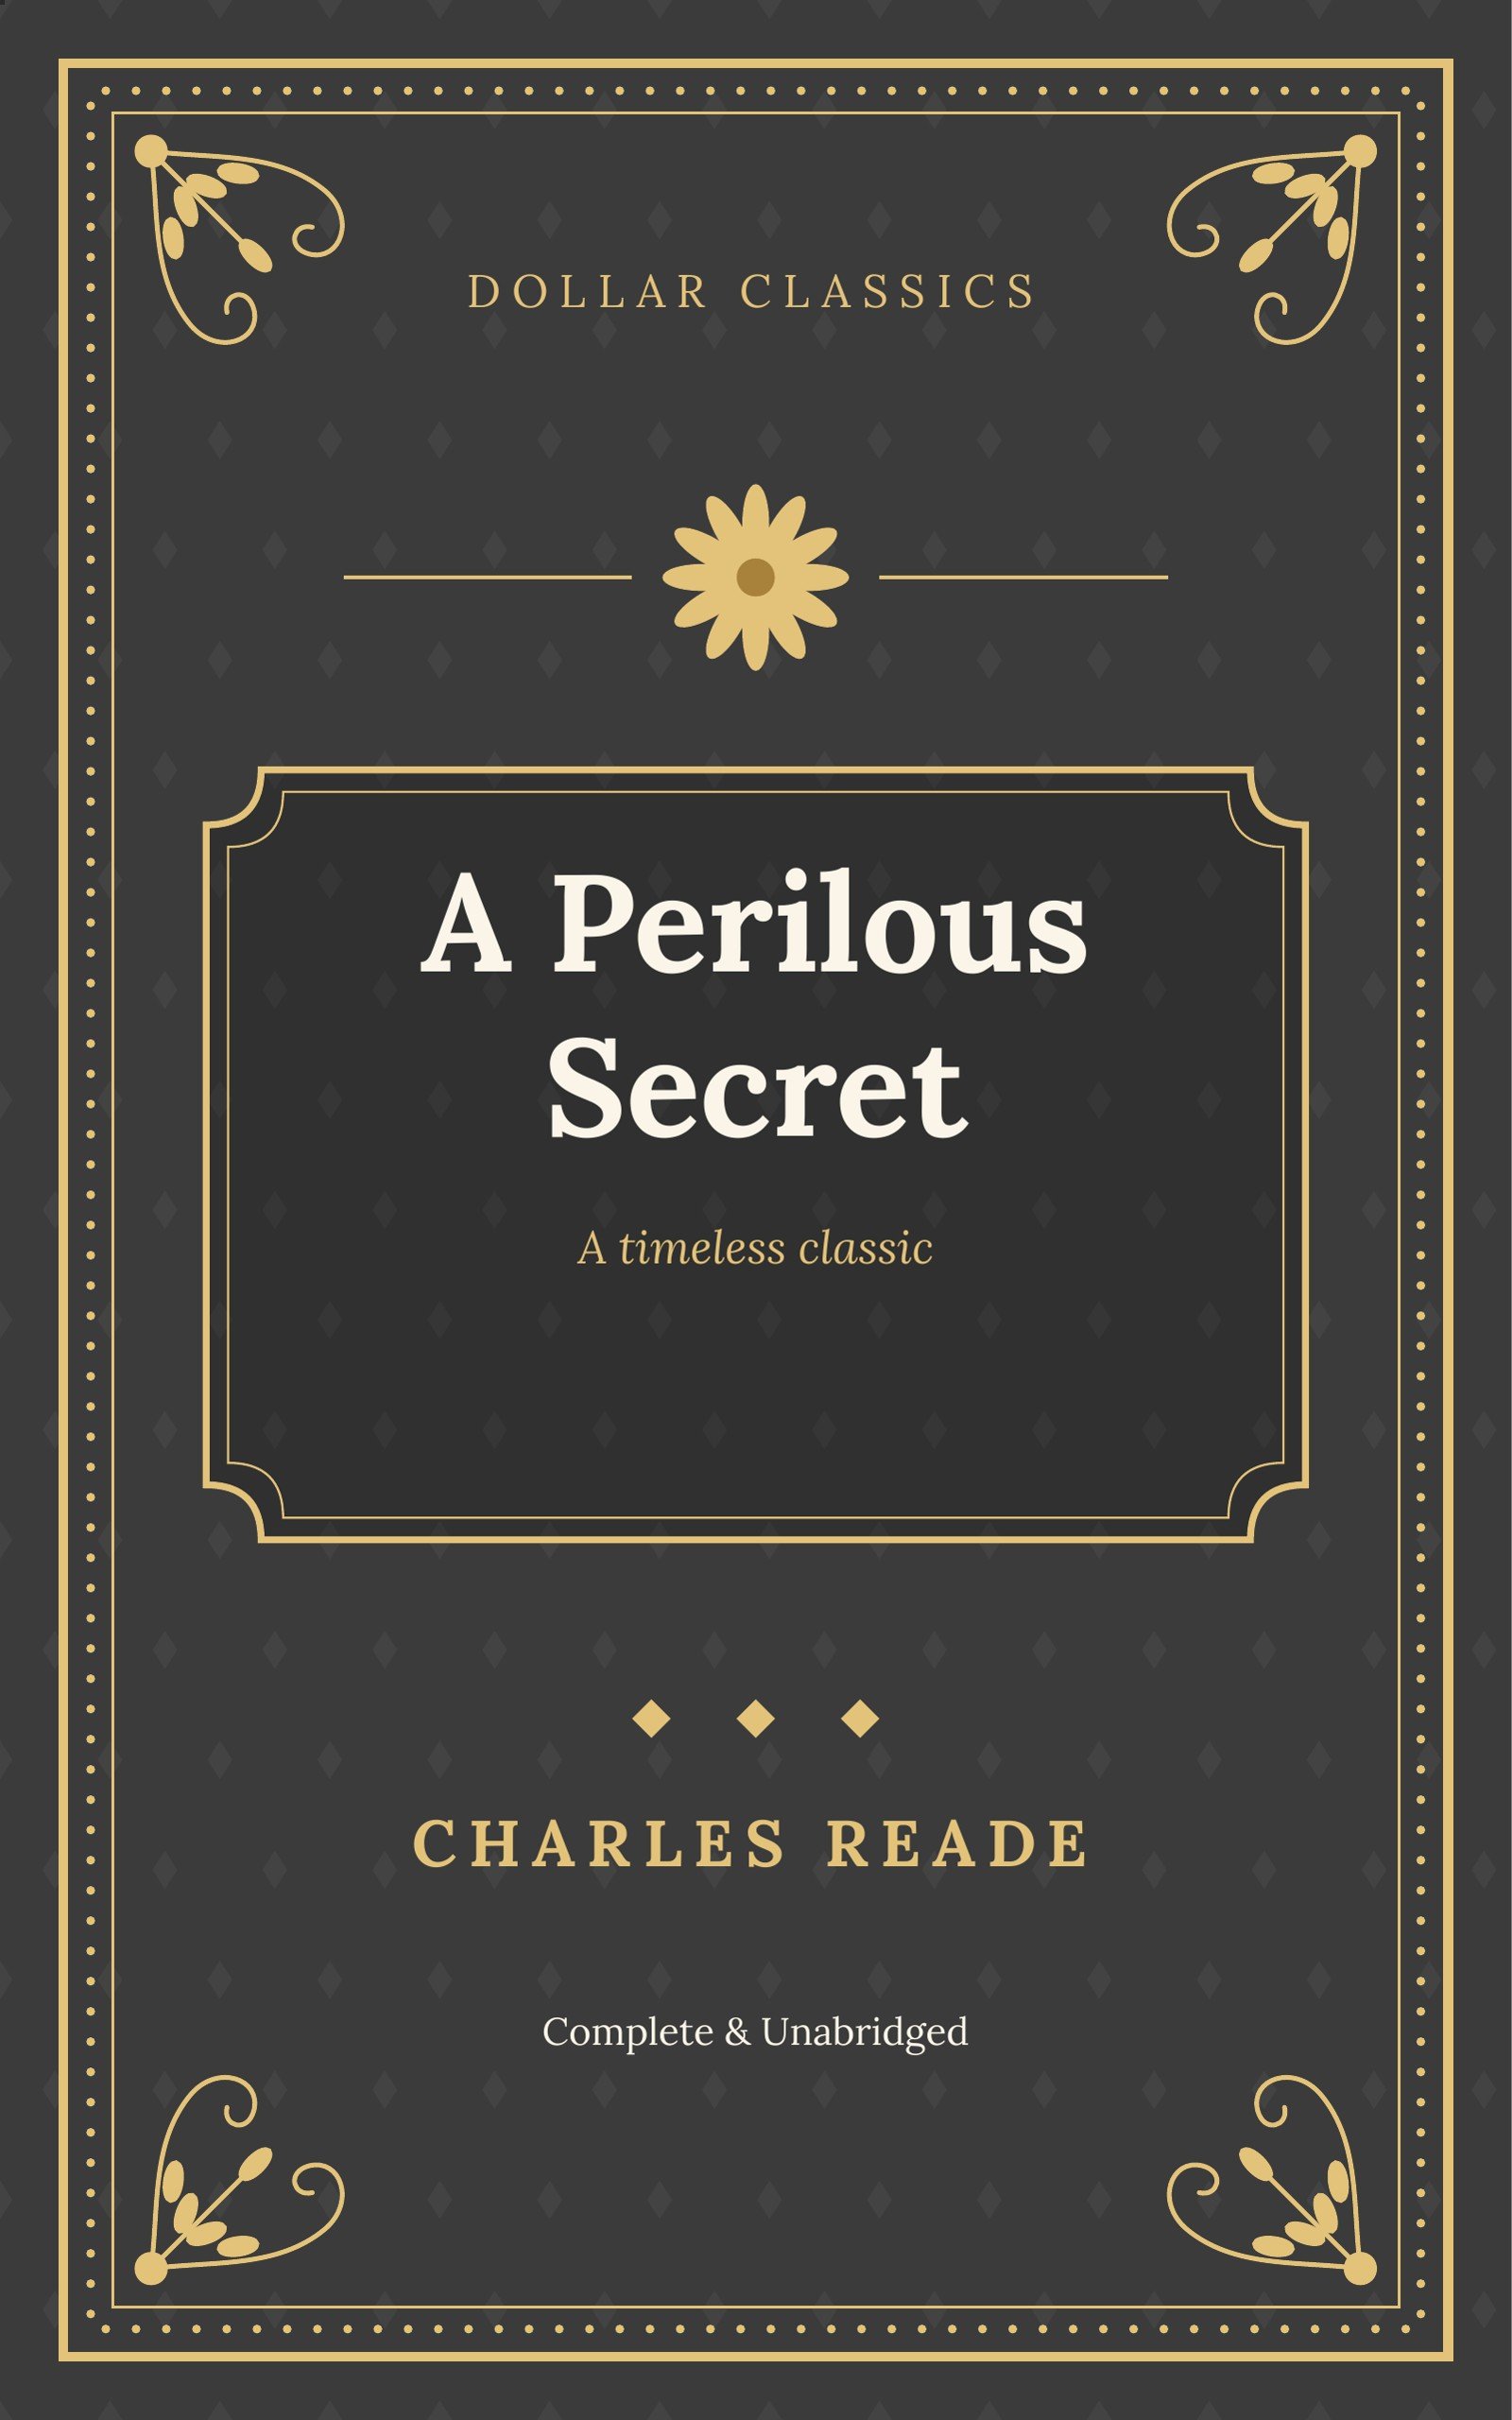 DOLLAR CLASSICS
A Perilous
Secret
A timeless classic
CHARLES READE
Complete & Unabridged